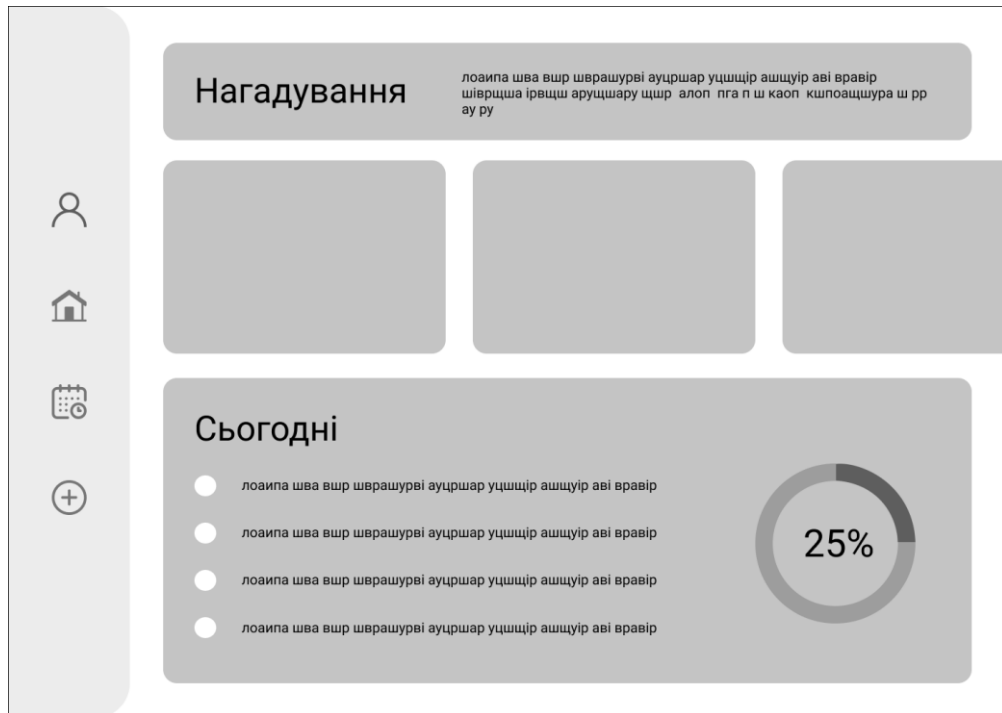 Нагадування
лоаипа шва вшр шврашурві ауцршар уцшщір ашщуір аві вравір
шіврщша ірвщш арущшару щшр алоп пга п ш каоп кшпоащшура ш рр
ау ру
Сьогодні
лоаипа шва вшр шврашурві ауцршар уцшщір ашщуір аві вравір
лоаипа шва вшр шврашурві ауцршар уцшщір ашщуір аві вравір
лоаипа шва вшр шврашурві ауцршар уцшщір ашщуір аві вравір
лоаипа шва вшр шврашурві ауцршар уцшщір ашщуір аві вравір
25%